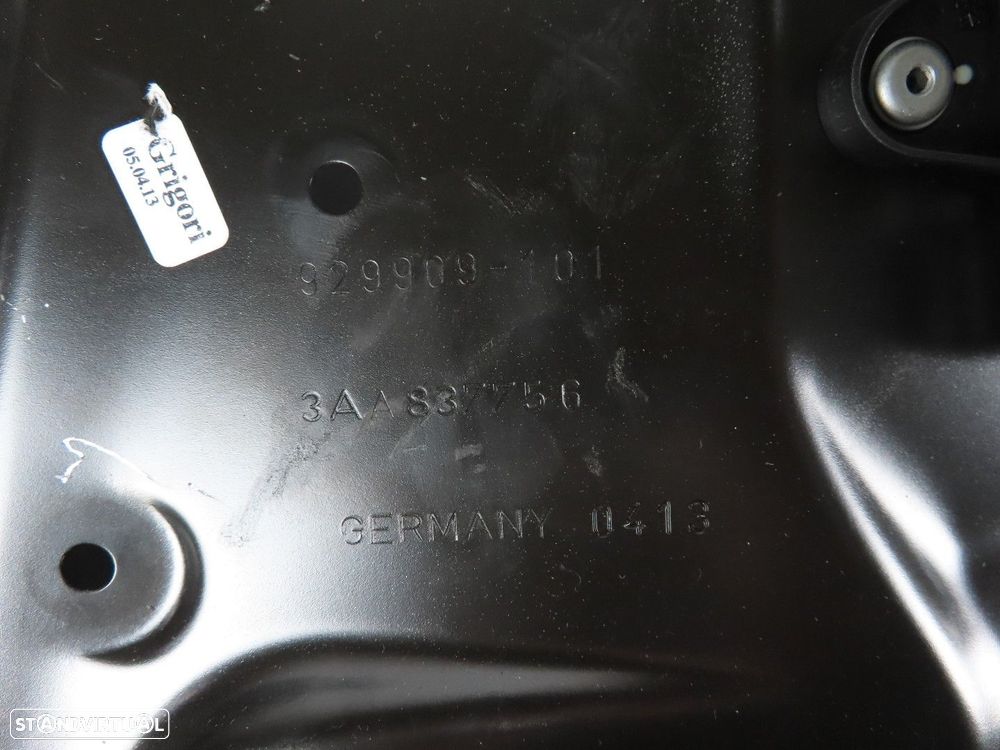 Grigori
05.04.13
929909-101
3AA837756
GERMANY 0413
STANDVIRTUAL